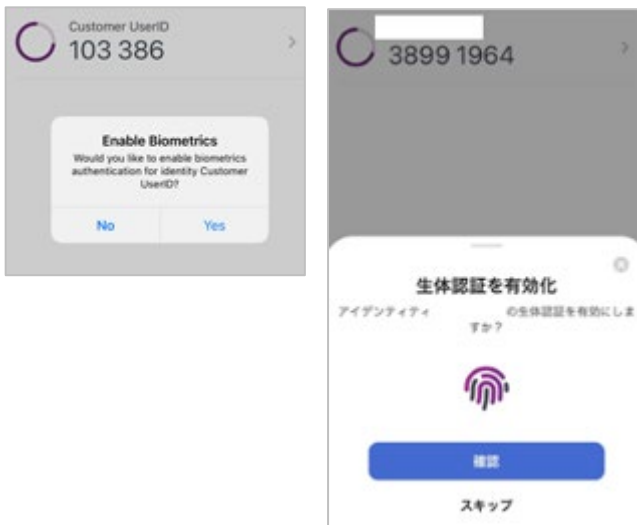 Customer UserID
103 386
Enable Biometrics
Would you like to enable biometrics
authentication for identity Customer
UserID?
No Yes
3899 1964
生体認証を有効化
アイデンティティ の生体認証を有効にしま
すか？
確認
スキップ